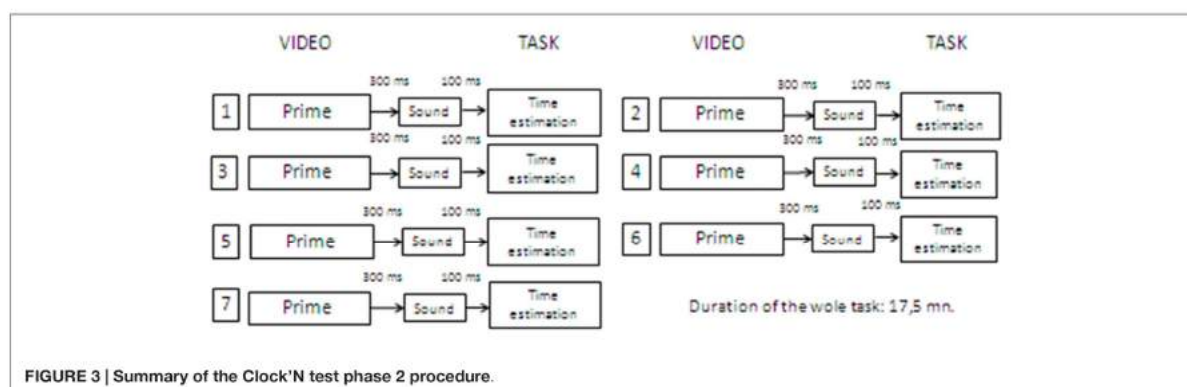 VIDEO TASK VIDEO TASK
300 ms 100 ms 300 ms 100 ms
1 Prime Sound Time estimation 2 Prime Sound Time estimation
300 ms 100 ms 300 ms 100 ms
3 Prime Sound Time estimation 4 Prime Sound Time estimation
300 ms 100 ms 300 ms 100 ms
5 Prime Sound Time estimation 6 Prime Sound Time estimation
300 ms 100 ms
7 Prime Sound Time estimation Duration of the wole task: 17,5 mn.
FIGURE 3 | Summary of the Clock'N test phase 2 procedure.